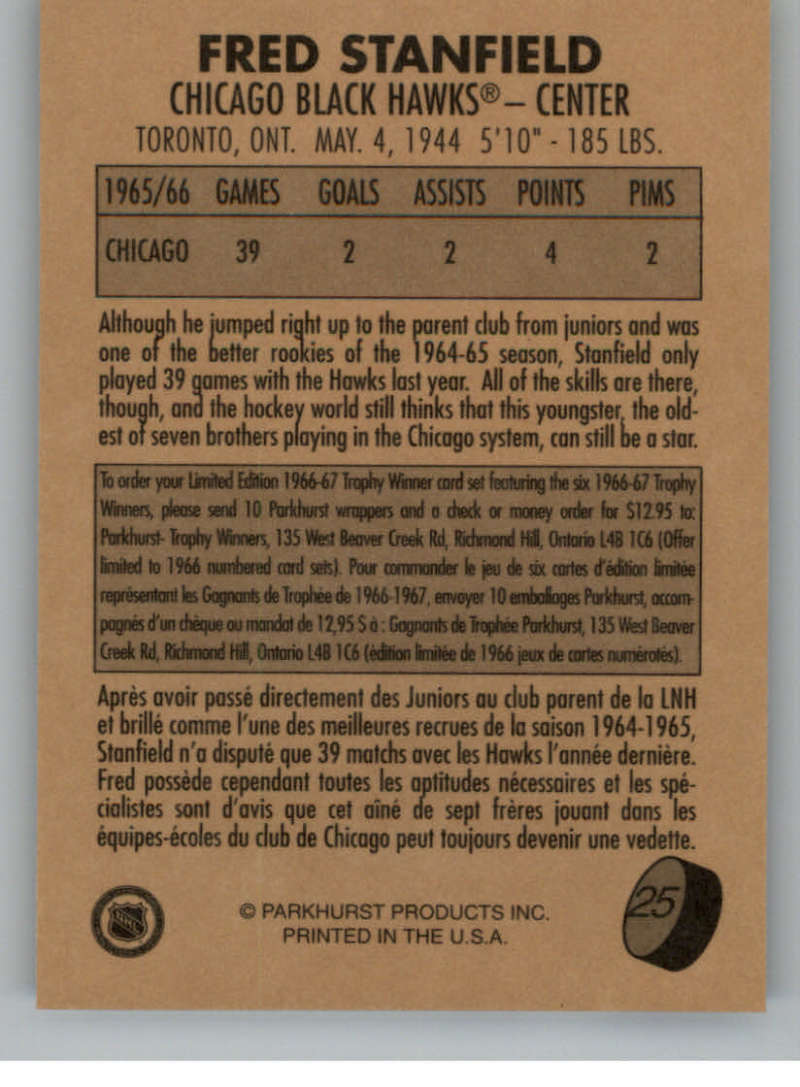 FRED STANFIELD
CHICAGO BLACK HAWKS® – CENTER
TORONTO, ONT. MAY. 4, 1944 5'10" - 185 LBS.
1965/66 GAMES GOALS ASSISTS POINTS PIMS
CHICAGO 39 2 2 4 2
Although he jumped right up to the parent club from juniors and was
one of the better rookies of the 1964-65 season, Stanfield only
played 39 games with the Hawks last year. All of the skills are there,
though, and the hockey world still thinks that this youngster, the old-
est of seven brothers playing in the Chicago system, can still be a star.
To order your Limited Edition 1966-67 Trophy Winner card set featuring the six 1966-67 Trophy
Winners, please send 10 Parkhurst wrappers and a check or money order for $12.95 to:
Parkhurst- Trophy Winners, 135 West Beaver Creek Rd, Richmond Hill, Ontario L4B 1C6 (Offer
limited to 1966 numbered card sets). Pour commander le jeu de six cartes d'édition limitée
représentant les Gagnants de Trophée de 1966-1967, envoyer 10 emballages Parkhurst, accom-
pagnés d'un chèque ou mandat de 12,95 $ à : Gagnants de Trophée Parkhurst, 135 West Beaver
Creek Rd, Richmond Hill, Ontario L4B 1C6 (édition limitée de 1966 jeux de cartes numérotés).
Après avoir passé directement des Juniors au club parent de la LNH
et brillé comme l'une des meilleures recrues de la saison 1964-1965,
Stanfield n'a disputé que 39 matchs avec les Hawks l'année dernière.
Fred possède cependant toutes les aptitudes nécessaires et les spé-
cialistes sont d'avis que cet aîné de sept frères jouant dans les
équipes-écoles du club de Chicago peut toujours devenir une vedette.
25
NHL
© PARKHURST PRODUCTS INC.
PRINTED IN THE U.S.A.